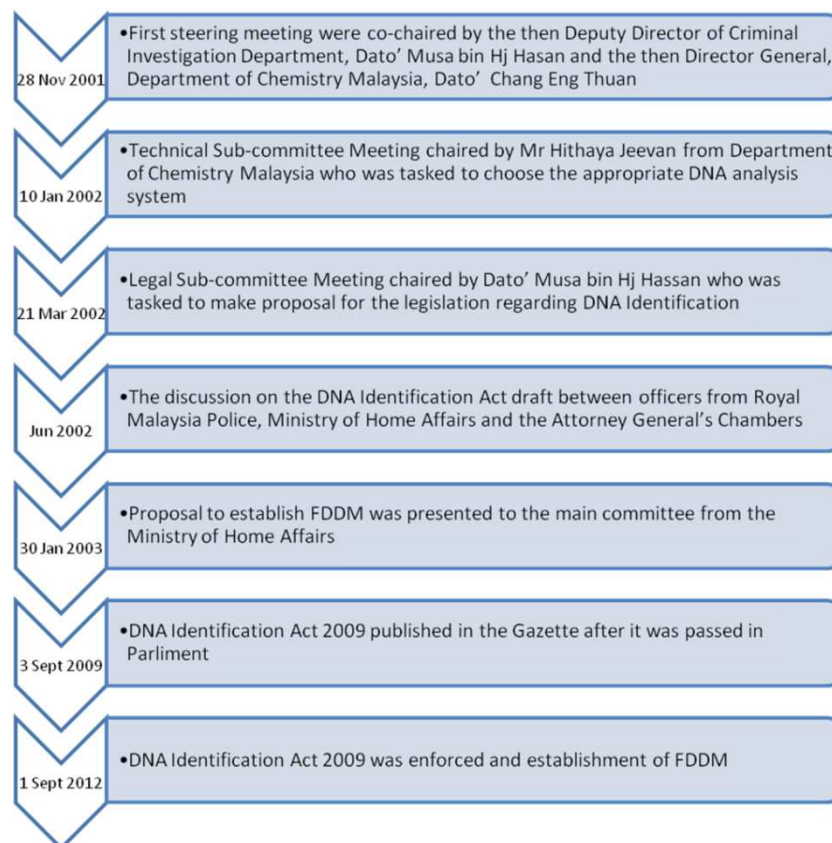 28 Nov 2001
•First steering meeting were co-chaired by the then Deputy Director of Criminal
Investigation Department, Dato’ Musa bin Hj Hasan and the then Director General,
Department of Chemistry Malaysia, Dato’ Chang Eng Thuan
10 Jan 2002
•Technical Sub-committee Meeting chaired by Mr Hithaya Jeevan from Department
of Chemistry Malaysia who was tasked to choose the appropriate DNA analysis
system
21 Mar 2002
•Legal Sub-committee Meeting chaired by Dato’ Musa bin Hj Hassan who was
tasked to make proposal for the legislation regarding DNA Identification
Jun 2002
•The discussion on the DNA Identification Act draft between officers from Royal
Malaysia Police, Ministry of Home Affairs and the Attorney General’s Chambers
30 Jan 2003
•Proposal to establish FDDM was presented to the main committee from the
Ministry of Home Affairs
3 Sept 2009
•DNA Identification Act 2009 published in the Gazette after it was passed in
Parliment
1 Sept 2012
•DNA Identification Act 2009 was enforced and establishment of FDDM